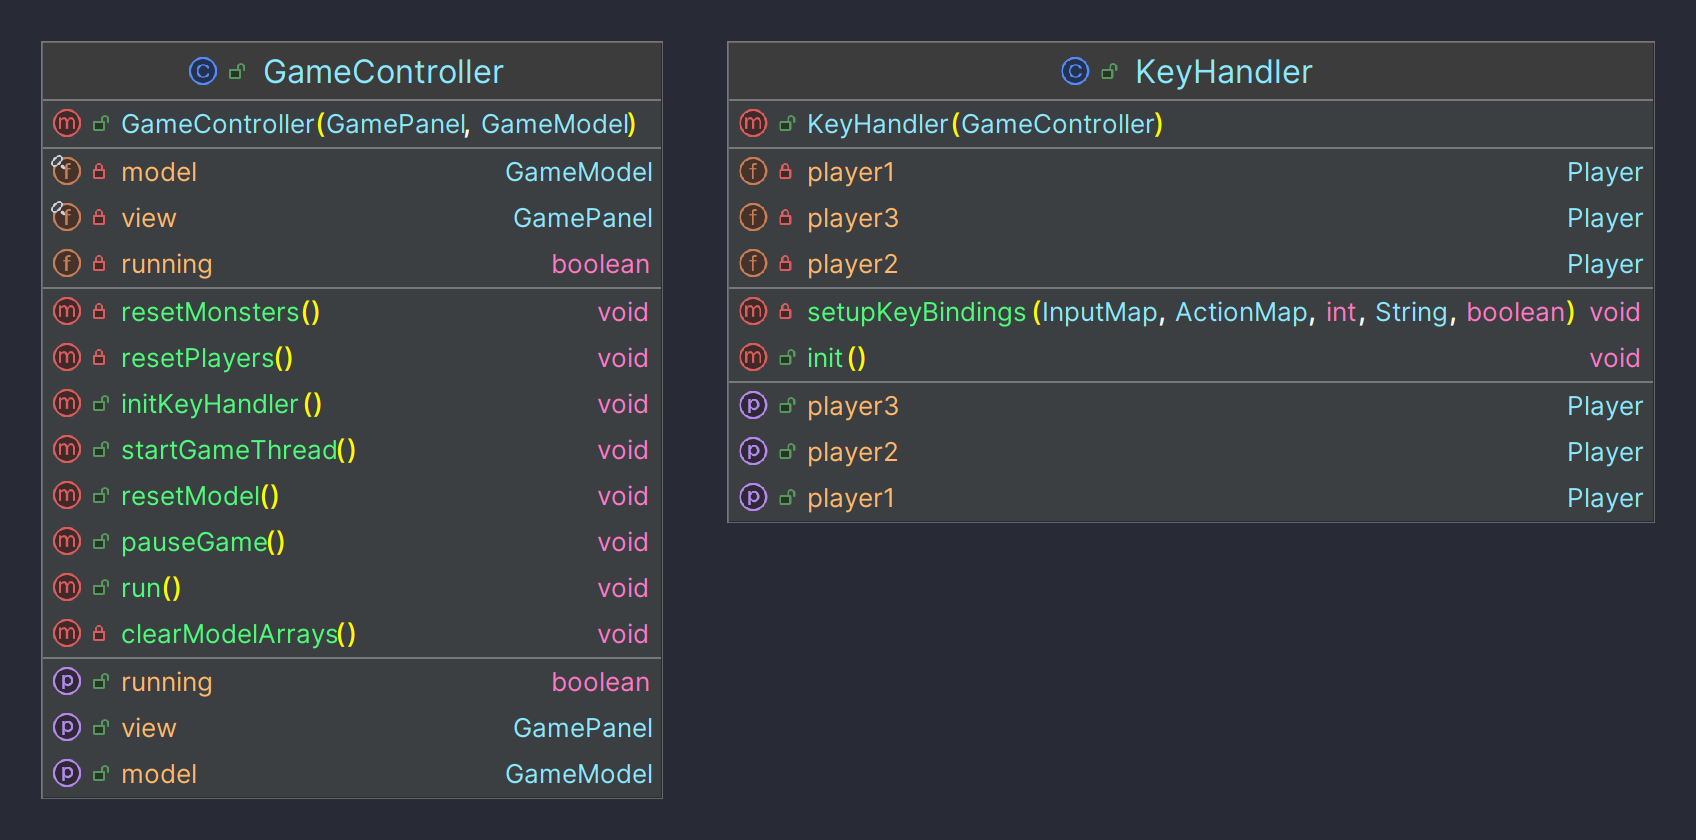 C GameController
m GameController(GamePanel, GameModel)
f model GameModel
f view GamePanel
f running boolean
m resetMonsters() void
m resetPlayers() void
m initKeyHandler() void
m startGameThread() void
m resetModel() void
m pauseGame() void
m run() void
m clearModelArrays() void
p running boolean
p view GamePanel
p model GameModel
C KeyHandler
m KeyHandler(GameController)
f player1 Player
f player3 Player
f player2 Player
m setupKeyBindings(InputMap, ActionMap, int, String, boolean) void
m init() void
p player3 Player
p player2 Player
p player1 Player